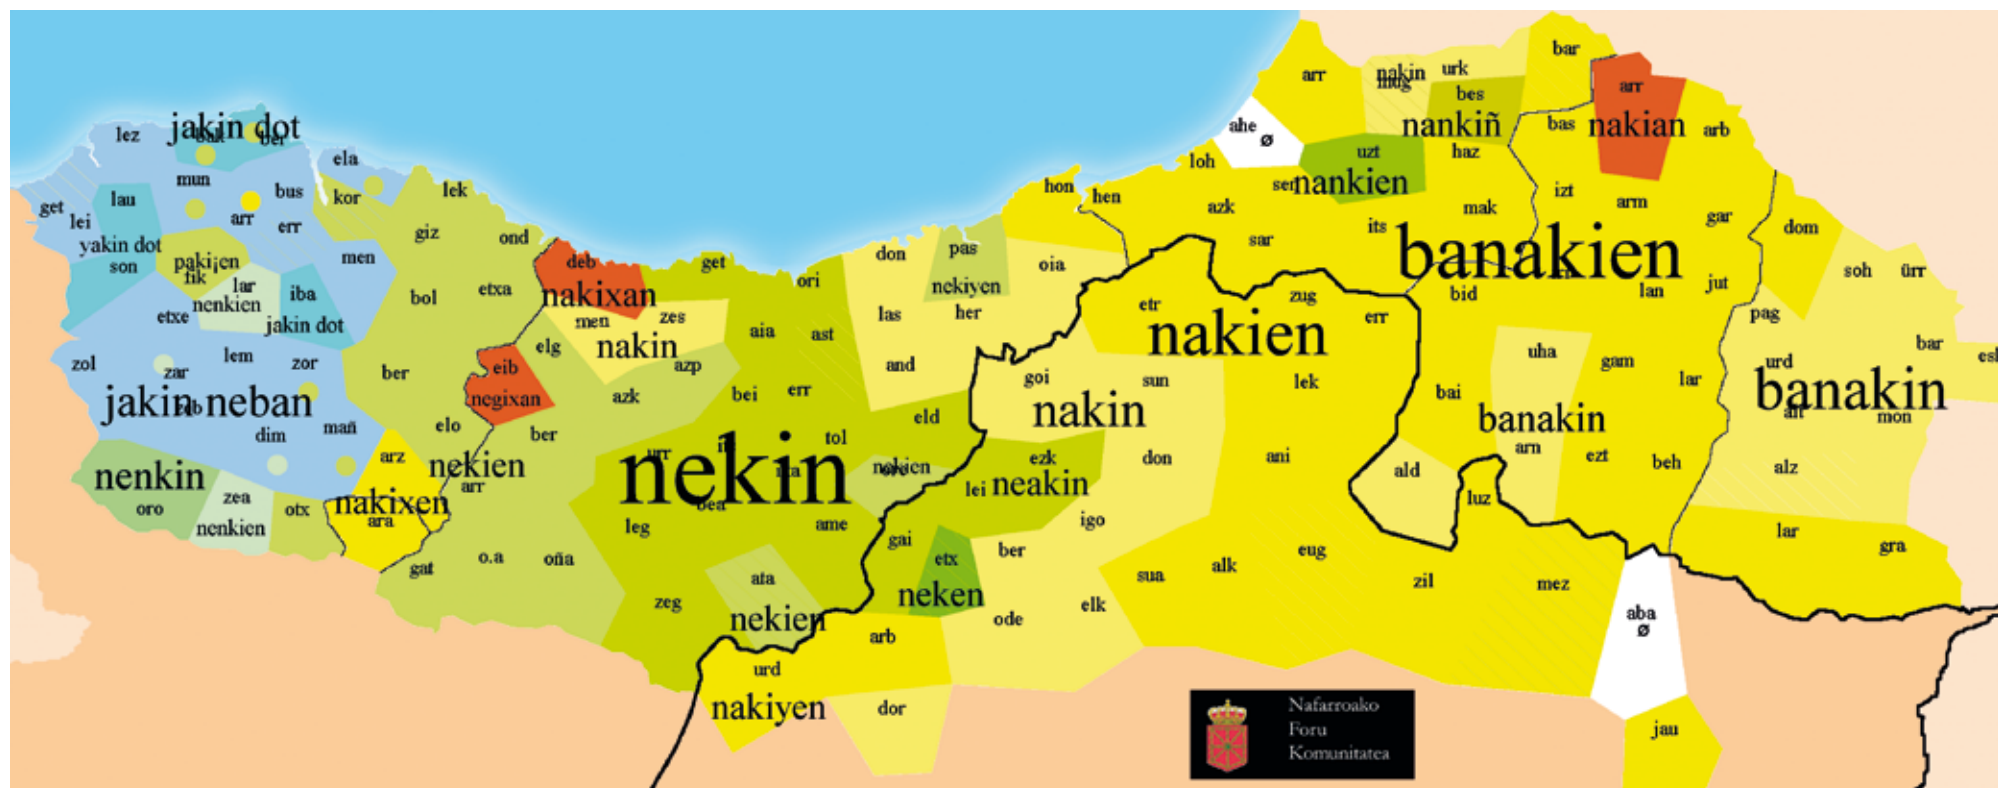 lez
jakin dot
ber
mun
ela
get
lei
lau
bus
kor
lek
arr
err
yakin dot
son
giz
ond
men
lar
nenkien
iba
jakin dot
etxe
bol
etxa
zol
zar
lem
zor
ber
jakin neban
dim
mañ
elo
nenkin
oro
zea
nenkien
otx
arz
nakixen
ara
nekien
arr
gat
o.a
oña
deb
nakixan
men
zes
nakin
elg
azp
eib
negixan
azk
ber
get
ori
aia
ast
bei
err
tol
eld
nekin
leg
ame
zeg
ata
nekien
don
pas
nekiyen
oia
las
her
and
hon
hen
goi
sun
nakin
ezk
lei neakin
don
igo
gai
etx
neken
ber
ode
elk
sua
arb
urd
nakiyen
dor
ahe
ø
arr
loh
nakin
urk
bes
nankiñ
uzt
nankien
haz
azk
sar
its
mak
bar
bas
arr
nakian
arb
izt
arm
gar
banakien
bid
lan
jut
etr
zug
err
nakien
lek
ani
eug
alk
zil
mez
uha
gam
lar
bai
banakin
arn
ezt
beh
ald
luz
dom
soh
ürr
pag
bar
urd
banakin
mon
alz
lar
gra
aba
ø
jau
Nafarroako
Foru
Komunitatea